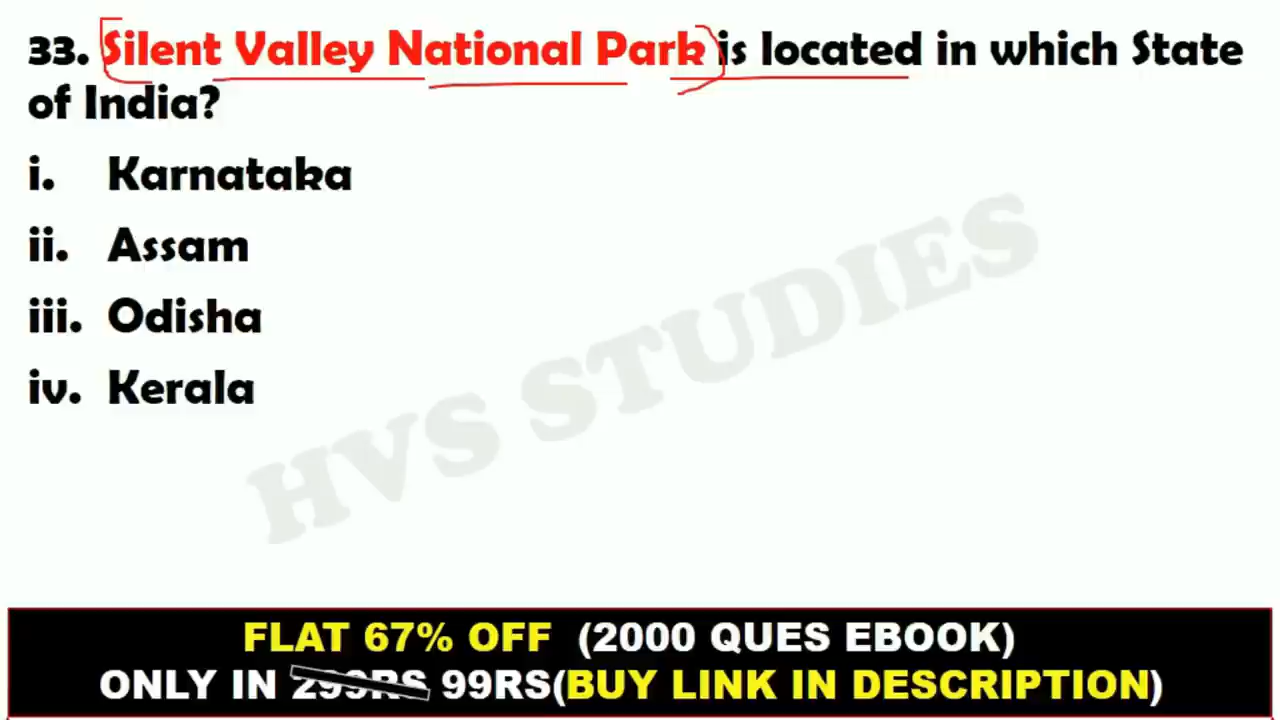 33. Silent Valley National Park is located in which State
of India?
i. Karnataka
ii. Assam
iii. Odisha
iv. Kerala
HVS STUDIES
FLAT 67% OFF (2000 QUES EBOOK)
ONLY IN 299RS 99RS(BUY LINK IN DESCRIPTION)